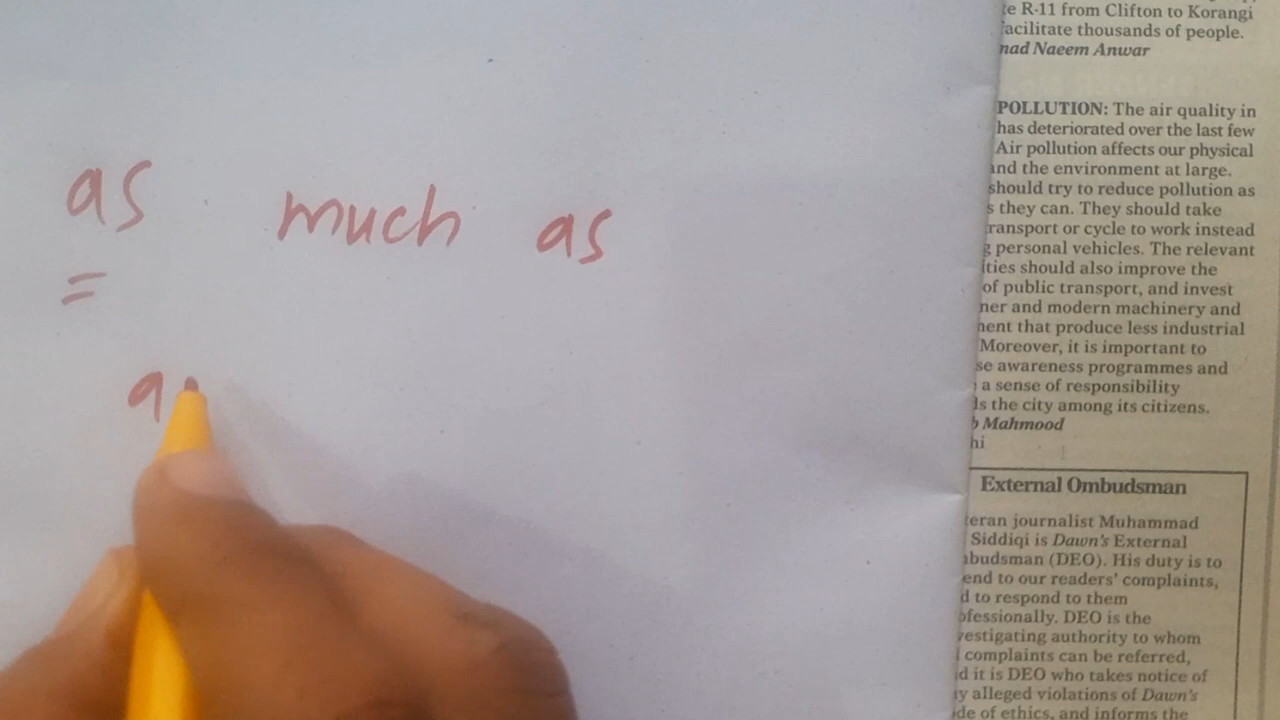 as much as
=
a
te R-11 from Clifton to Korangi
facilitate thousands of people.
mad Naeem Anwar
POLLUTION: The air quality in
has deteriorated over the last few
Air pollution affects our physical
and the environment at large.
should try to reduce pollution as
s they can. They should take
transport or cycle to work instead
g personal vehicles. The relevant
ities should also improve the
of public transport, and invest
ner and modern machinery and
ment that produce less industrial
Moreover, it is important to
se awareness programmes and
a sense of responsibility
ds the city among its citizens.
b Mahmood
hi
External Ombudsman
teran journalist Muhammad
Siddiqi is Dawn's External
mbudsman (DEO). His duty is to
end to our readers' complaints,
d to respond to them
ofessionally. DEO is the
vestigating authority to whom
complaints can be referred,
d it is DEO who takes notice of
ny alleged violations of Dawn's
de of ethics, and informs the